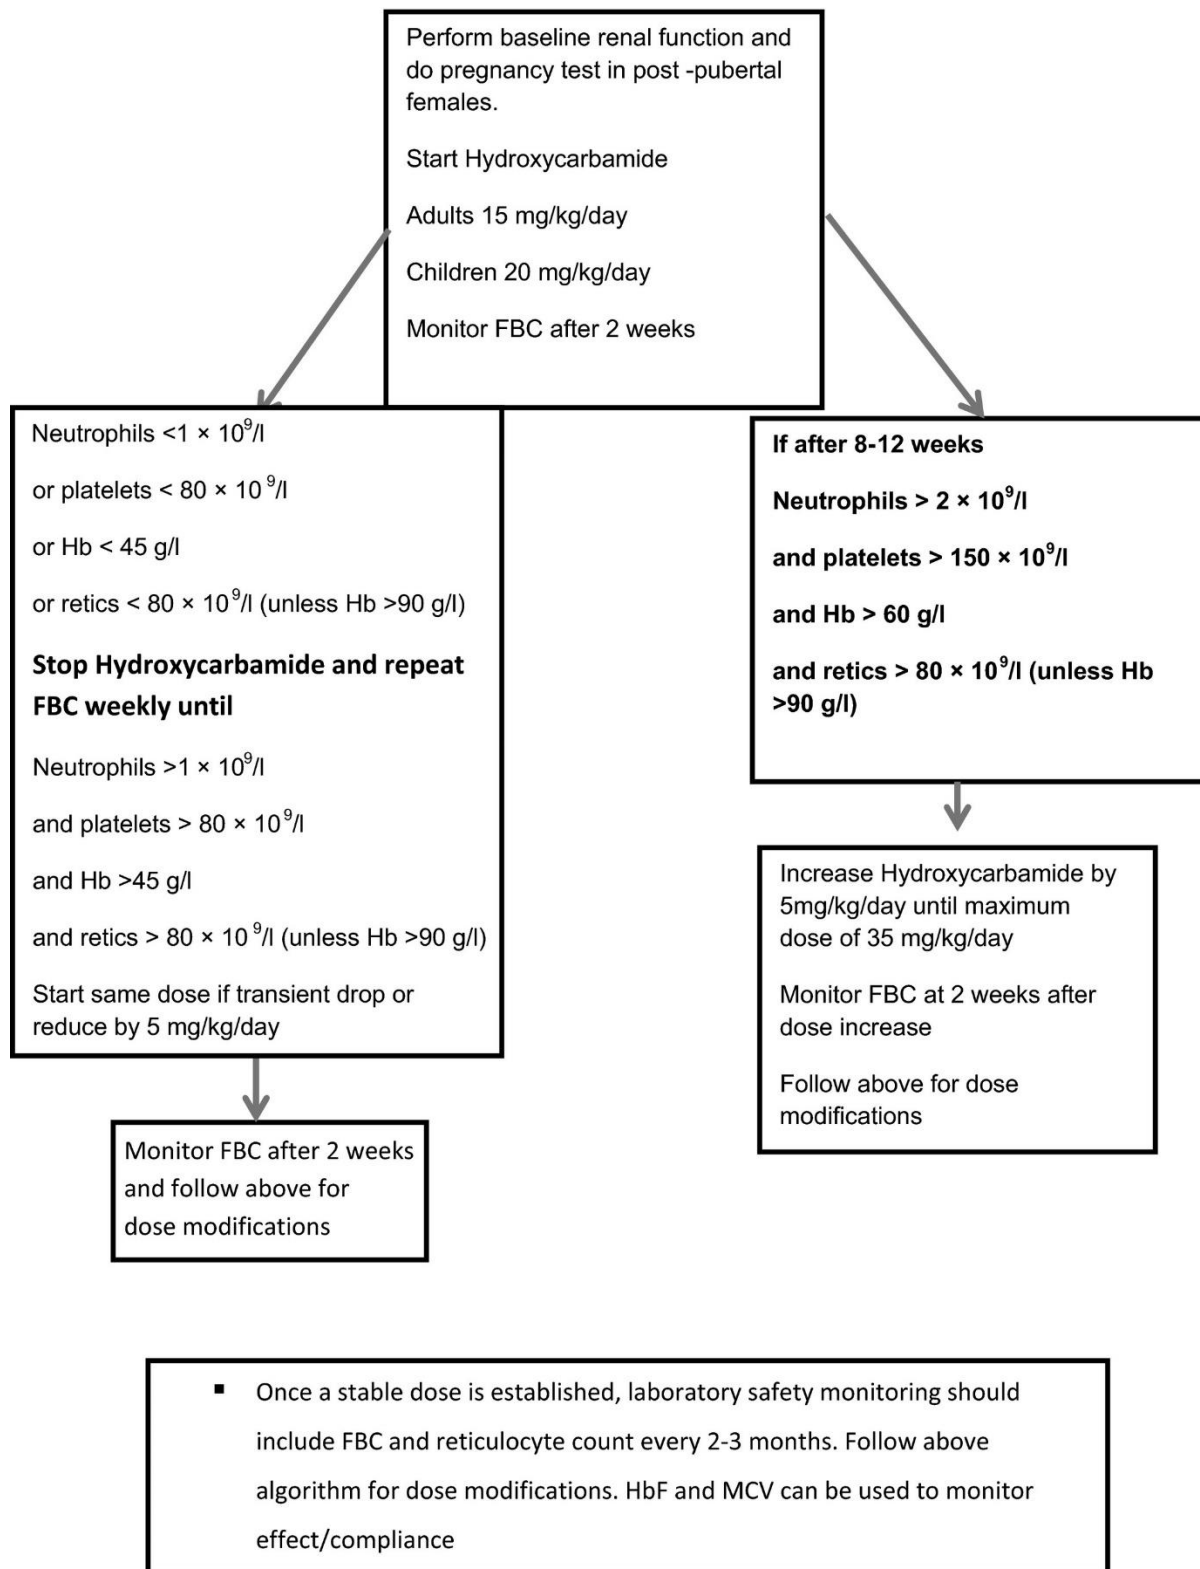 Perform baseline renal function and
do pregnancy test in post -pubertal
females.
Start Hydroxycarbamide
Adults 15 mg/kg/day
Children 20 mg/kg/day
Monitor FBC after 2 weeks
Neutrophils <1 × 10⁹/l
or platelets < 80 × 10 ⁹/l
or Hb < 45 g/l
or retics < 80 × 10⁹/l (unless Hb >90 g/l)
Stop Hydroxycarbamide and repeat
FBC weekly until
Neutrophils >1 × 10⁹/l
and platelets > 80 × 10⁹/l
and Hb >45 g/l
and retics > 80 × 10 ⁹/l (unless Hb >90 g/l)
Start same dose if transient drop or
reduce by 5 mg/kg/day
Monitor FBC after 2 weeks
and follow above for
dose modifications
If after 8-12 weeks
Neutrophils > 2 × 10⁹/l
and platelets > 150 × 10⁹/l
and Hb > 60 g/l
and retics > 80 × 10⁹/l (unless Hb
>90 g/l)
Increase Hydroxycarbamide by
5mg/kg/day until maximum
dose of 35 mg/kg/day
Monitor FBC at 2 weeks after
dose increase
Follow above for dose
modifications
▪ Once a stable dose is established, laboratory safety monitoring should
include FBC and reticulocyte count every 2-3 months. Follow above
algorithm for dose modifications. HbF and MCV can be used to monitor
effect/compliance